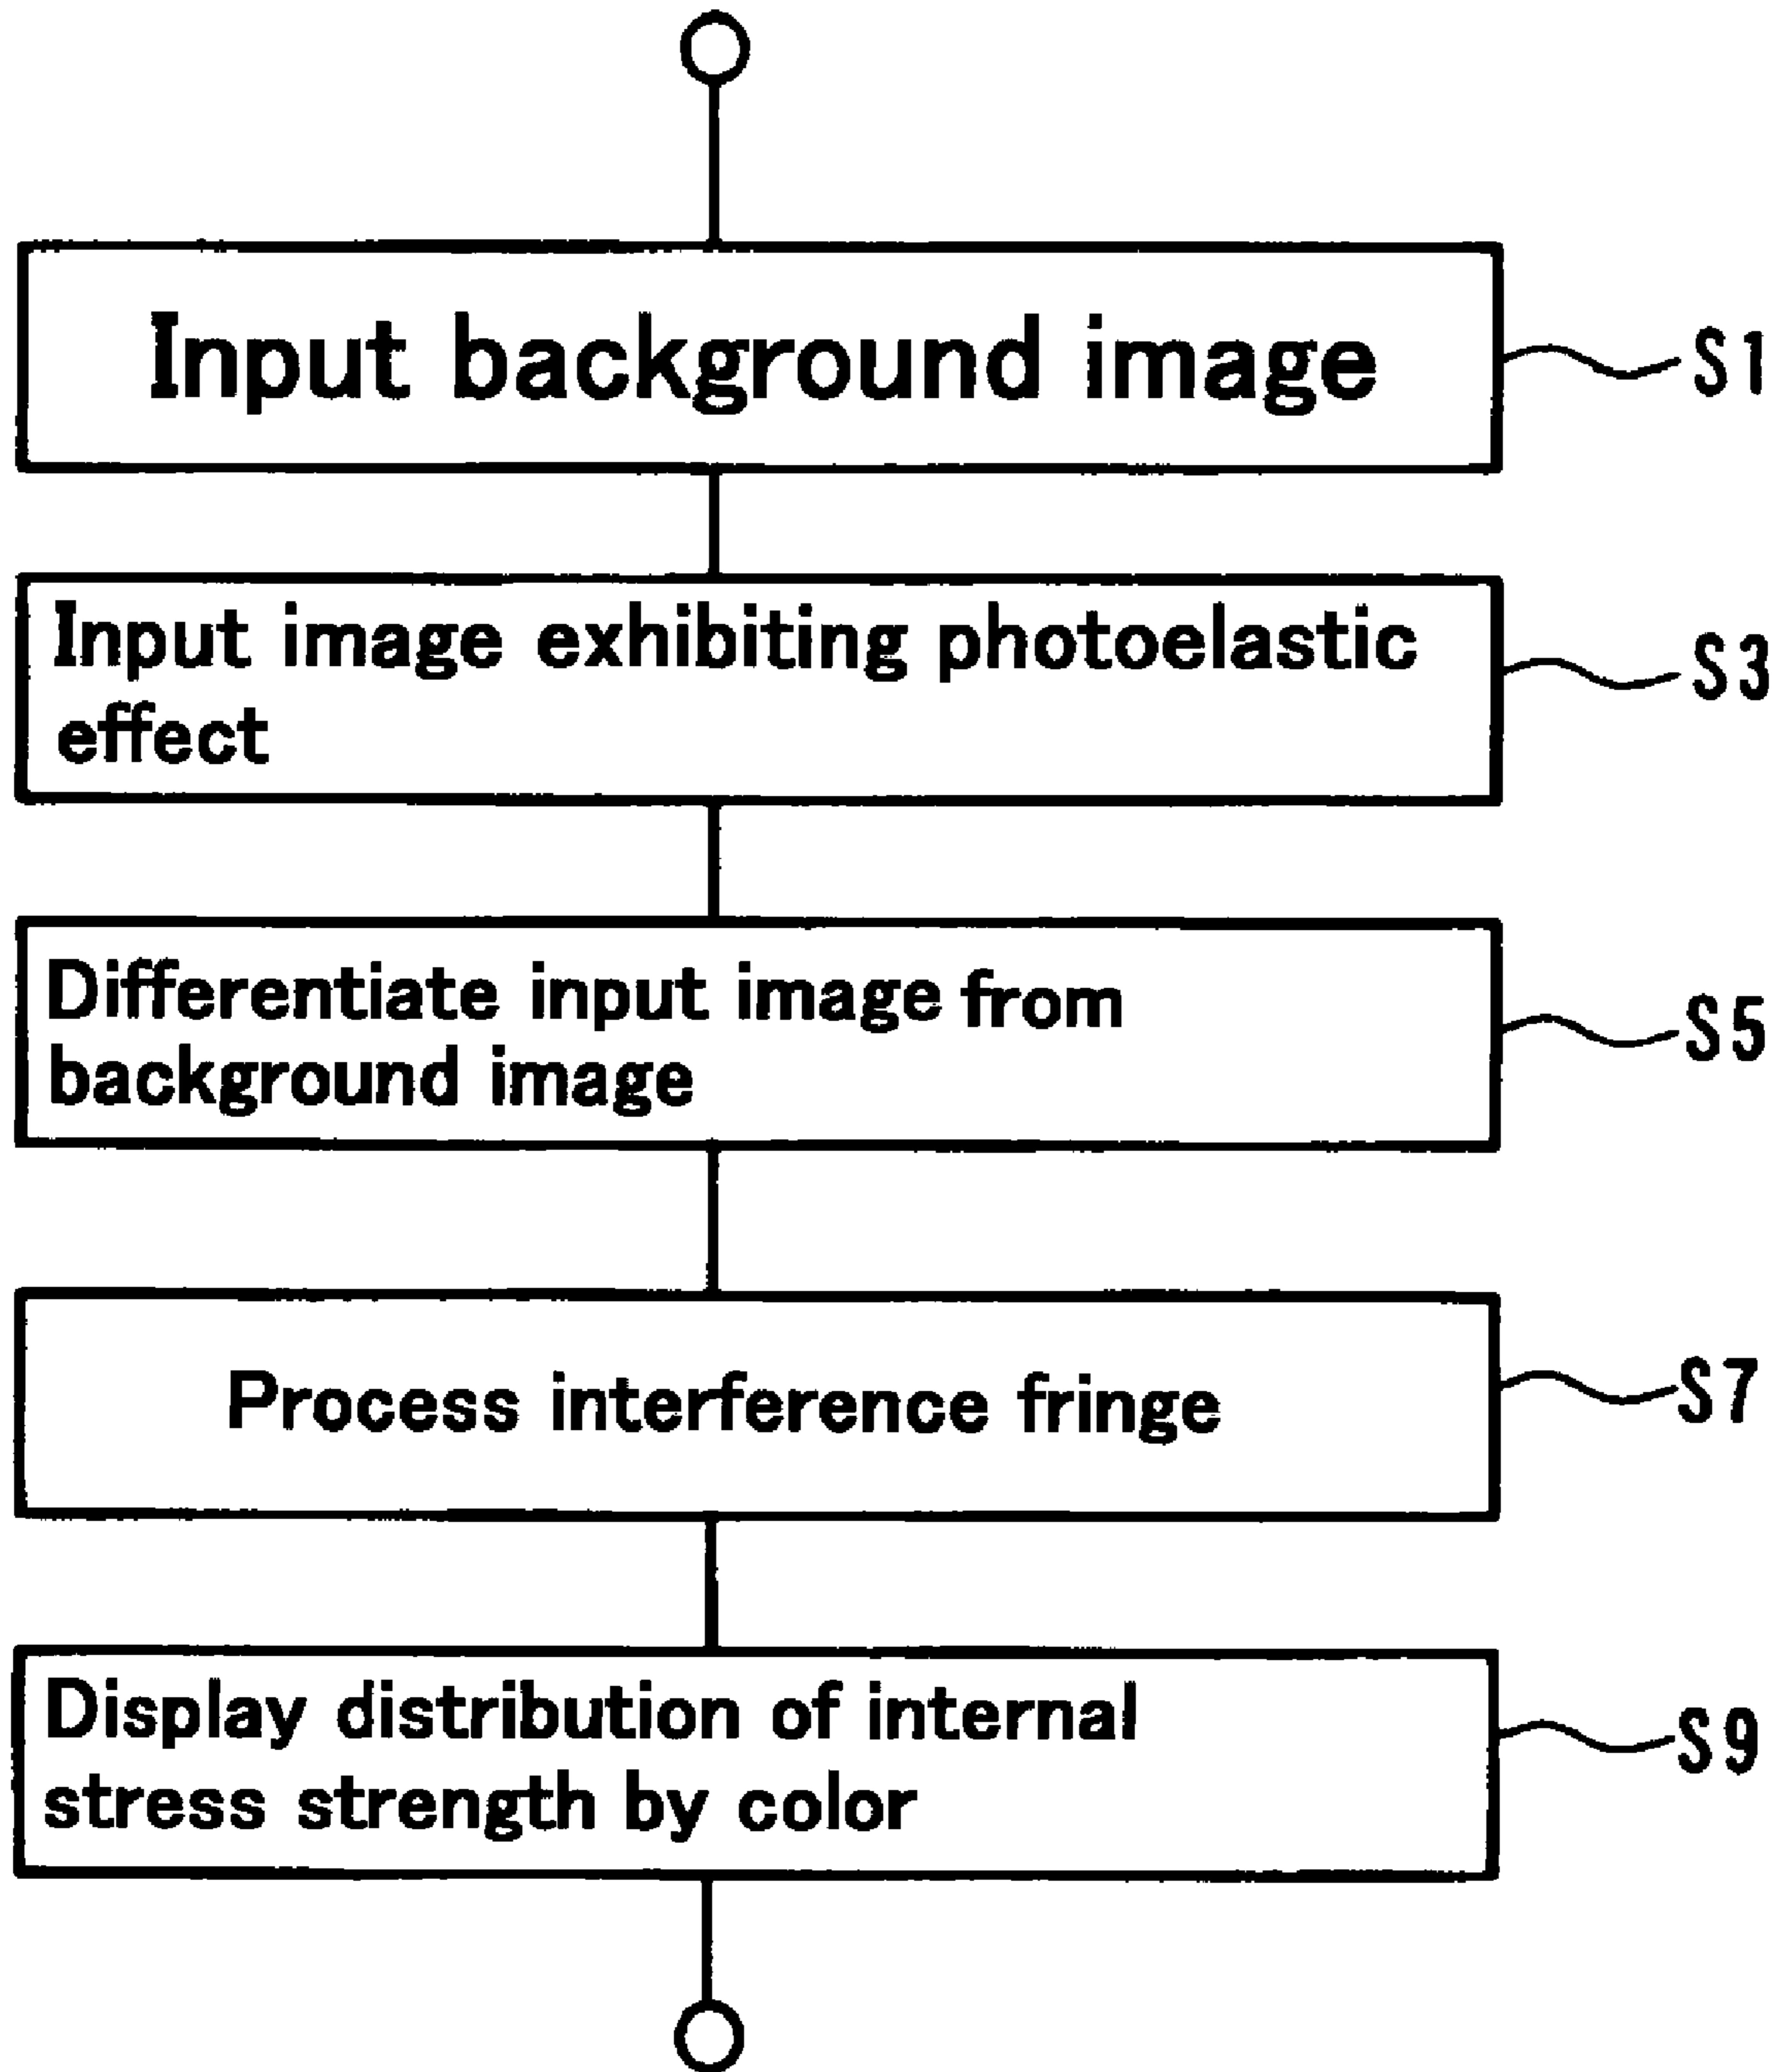 Input background image
S1
Input image exhibiting photoelastic
effect
S3
Differentiate input image from
background image
S5
Process interference fringe
S7
Display distribution of internal
stress strength by color
S9